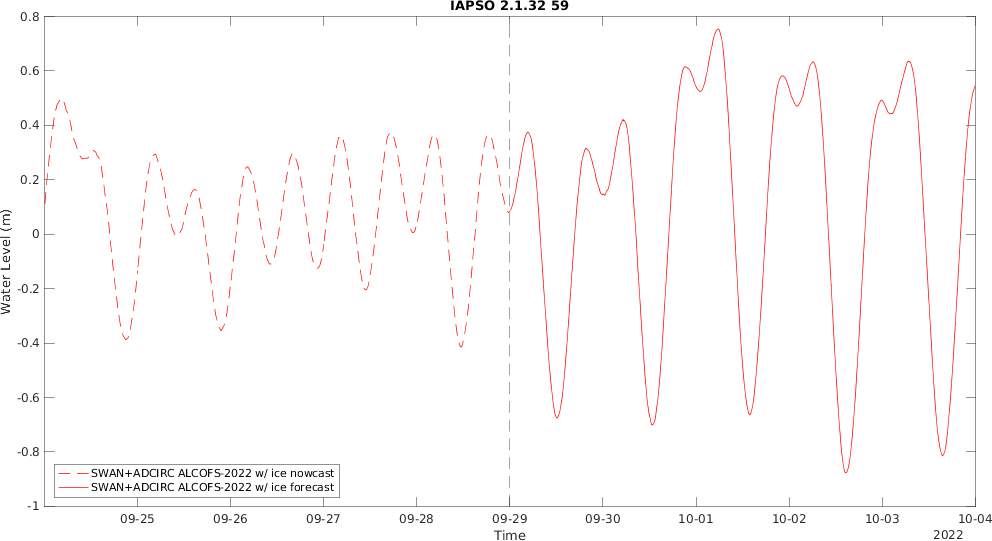 IAPSO 2.1.32 59
0.8
0.6
0.4
0.2
0
-0.2
-0.4
-0.6
-0.8
-1
Water Level (m)
SWAN+ADCIRC ALCOFS-2022 w/ ice nowcast
SWAN+ADCIRC ALCOFS-2022 w/ ice forecast
09-25 09-26 09-27 09-28 09-29 09-30 10-01 10-02 10-03 10-04
Time
2022